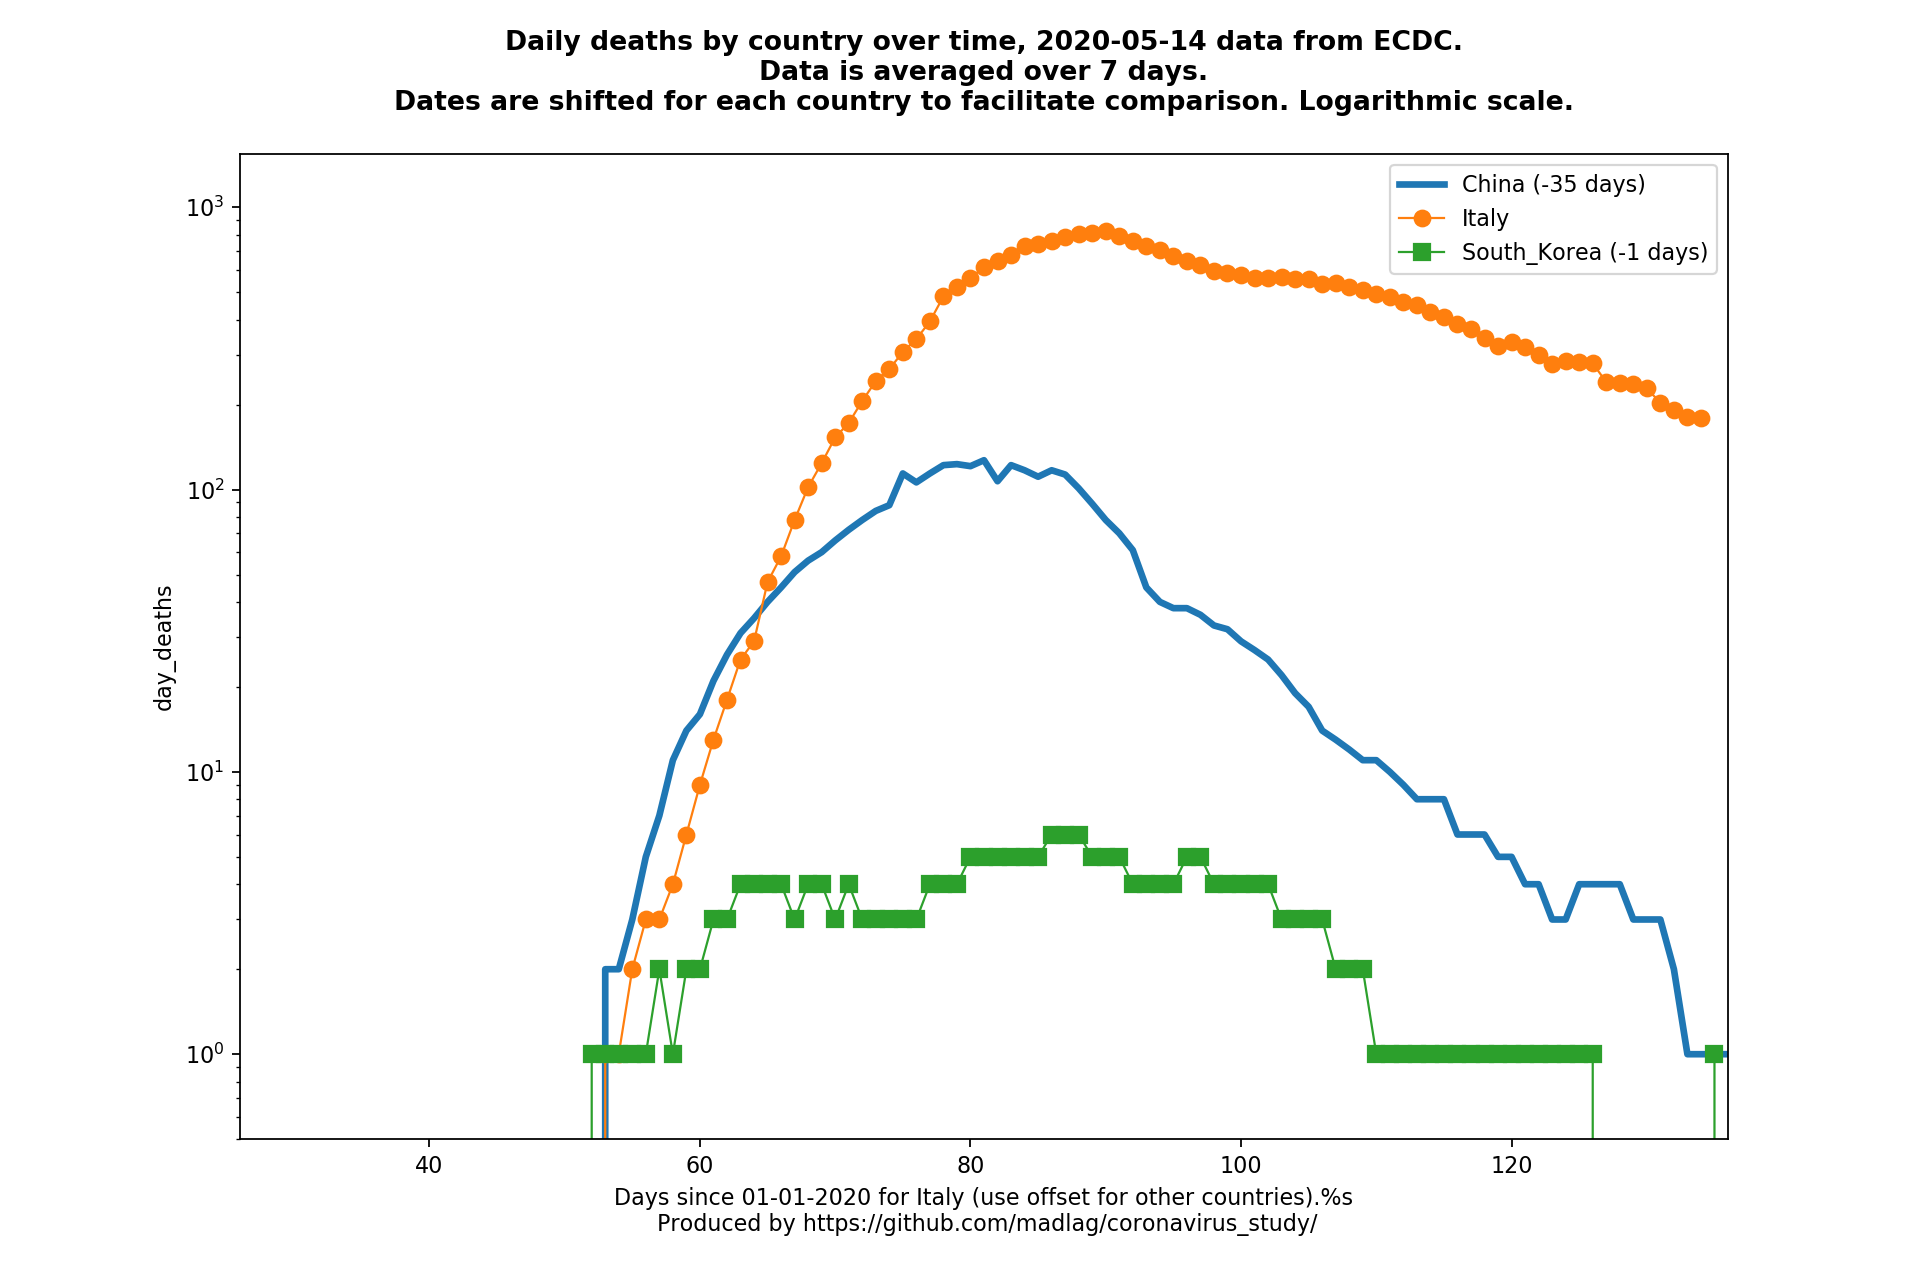 Daily deaths by country over time, 2020-05-14 data from ECDC.
Data is averaged over 7 days.
Dates are shifted for each country to facilitate comparison. Logarithmic scale.
China (-35 days)
Italy
South_Korea (-1 days)
10³
10²
10¹
10⁰
day_deaths
40 60 80 100 120
Days since 01-01-2020 for Italy (use offset for other countries).%s
Produced by https://github.com/madlag/coronavirus_study/